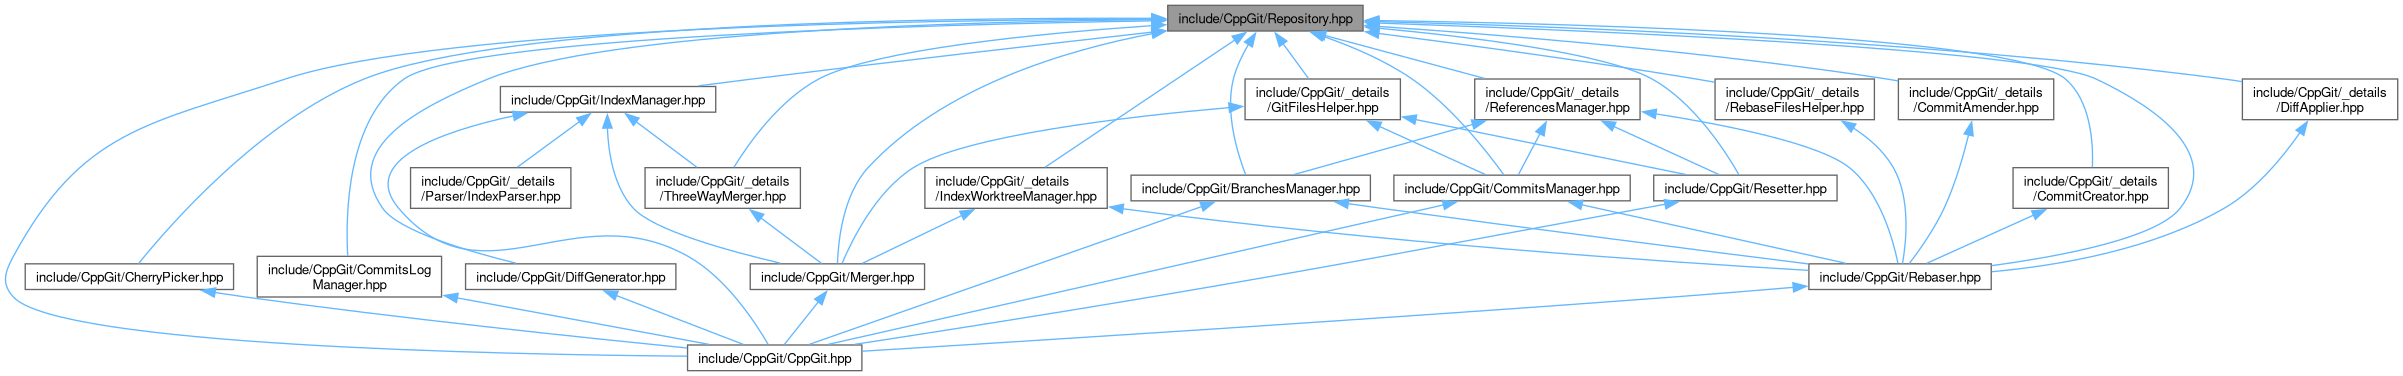 include/CppGit/Repository.hpp
include/CppGit/IndexManager.hpp
include/CppGit/_details
/GitFilesHelper.hpp
include/CppGit/_details
/ReferencesManager.hpp
include/CppGit/_details
/RebaseFilesHelper.hpp
include/CppGit/_details
/CommitAmender.hpp
include/CppGit/_details
/DiffApplier.hpp
include/CppGit/_details
/Parser/IndexParser.hpp
include/CppGit/_details
/ThreeWayMerger.hpp
include/CppGit/_details
/IndexWorktreeManager.hpp
include/CppGit/BranchesManager.hpp
include/CppGit/CommitsManager.hpp
include/CppGit/Resetter.hpp
include/CppGit/_details
/CommitCreator.hpp
include/CppGit/CherryPicker.hpp
include/CppGit/CommitsLog
Manager.hpp
include/CppGit/DiffGenerator.hpp
include/CppGit/Merger.hpp
include/CppGit/Rebaser.hpp
include/CppGit/CppGit.hpp